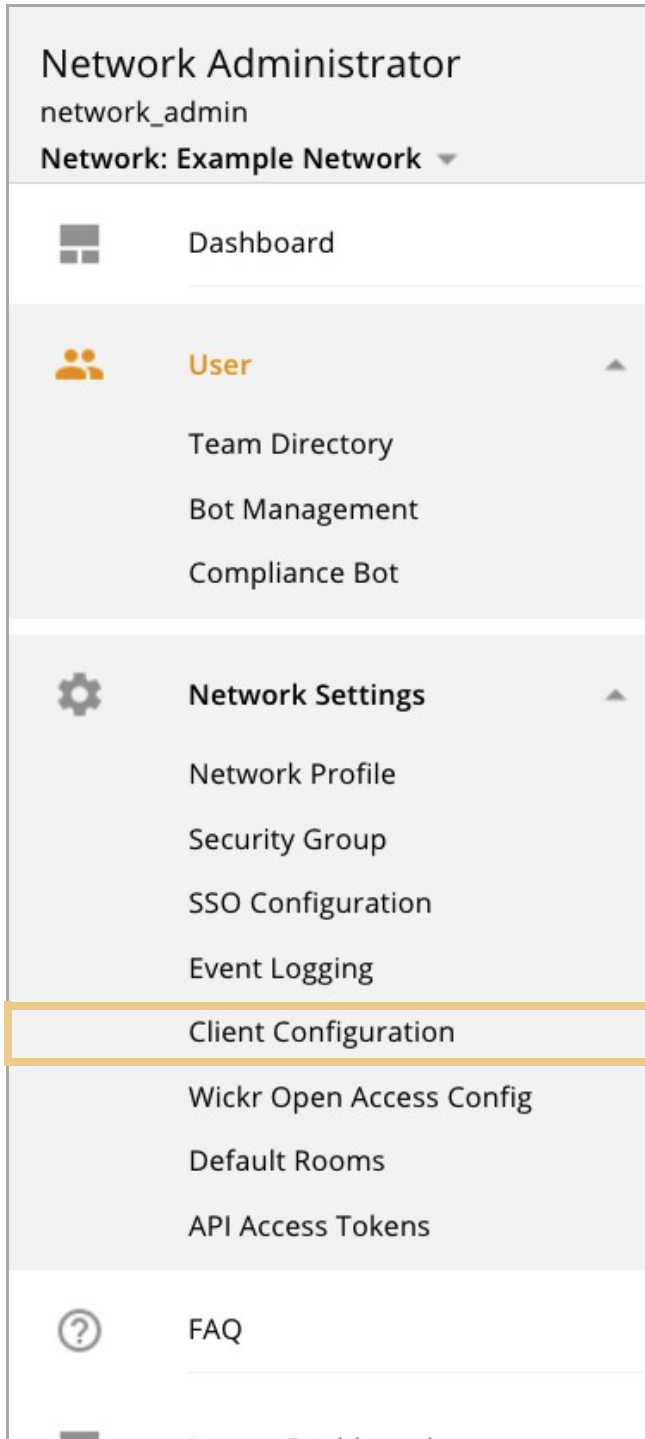 Network Administrator
network_admin
Network: Example Network
Dashboard
User
Team Directory
Bot Management
Compliance Bot
Network Settings
Network Profile
Security Group
SSO Configuration
Event Logging
Client Configuration
Wickr Open Access Config
Default Rooms
API Access Tokens
FAQ